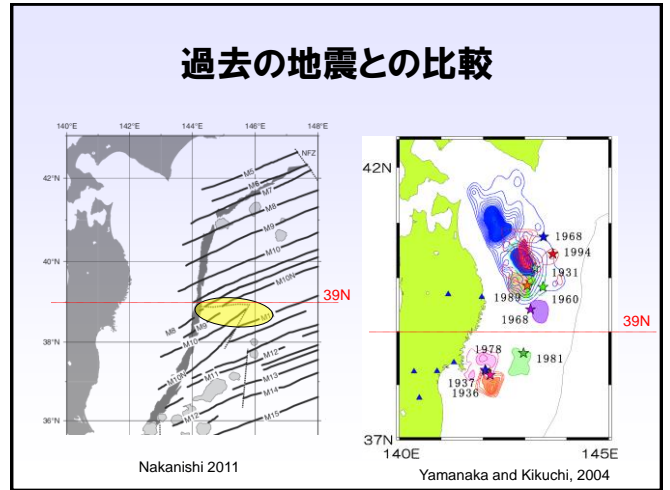 過去の地震との比較
140°E 142°E 144°E 146°E 148°E
42°N
40°N
38°N
36°N
NFZ
M5
M6
M7
M8
M9
M10
M10N
M8
M9
M10
M10N
M11
M12
M13
M14
M15
M12
39N
Nakanishi 2011
42N
1968
1994
1931
1989
1960
1968
39N
1978
1981
1937
1936
37N
140E 145E
Yamanaka and Kikuchi, 2004